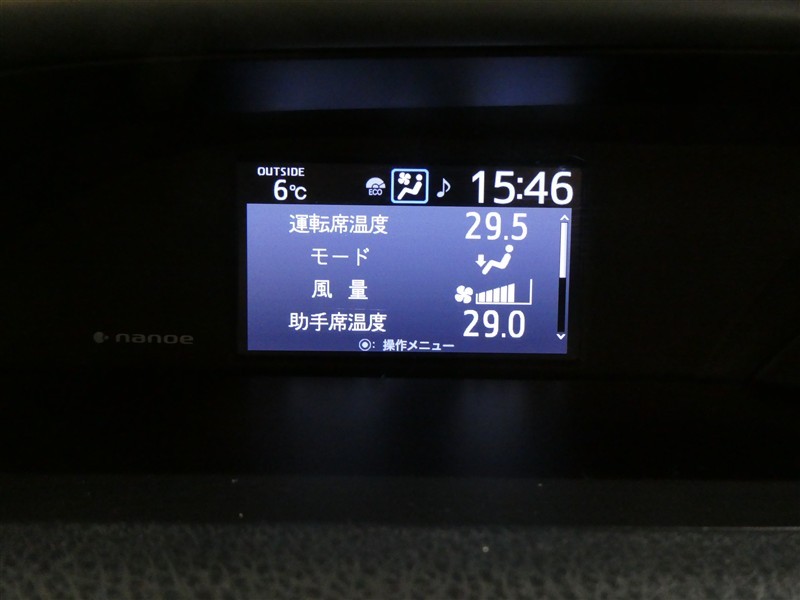 OUTSIDE
6℃ ECO ♪ 15:46
運転席温度 29.5
モード
風量
助手席温度 29.0
nanoe
◉: 操作メニュー